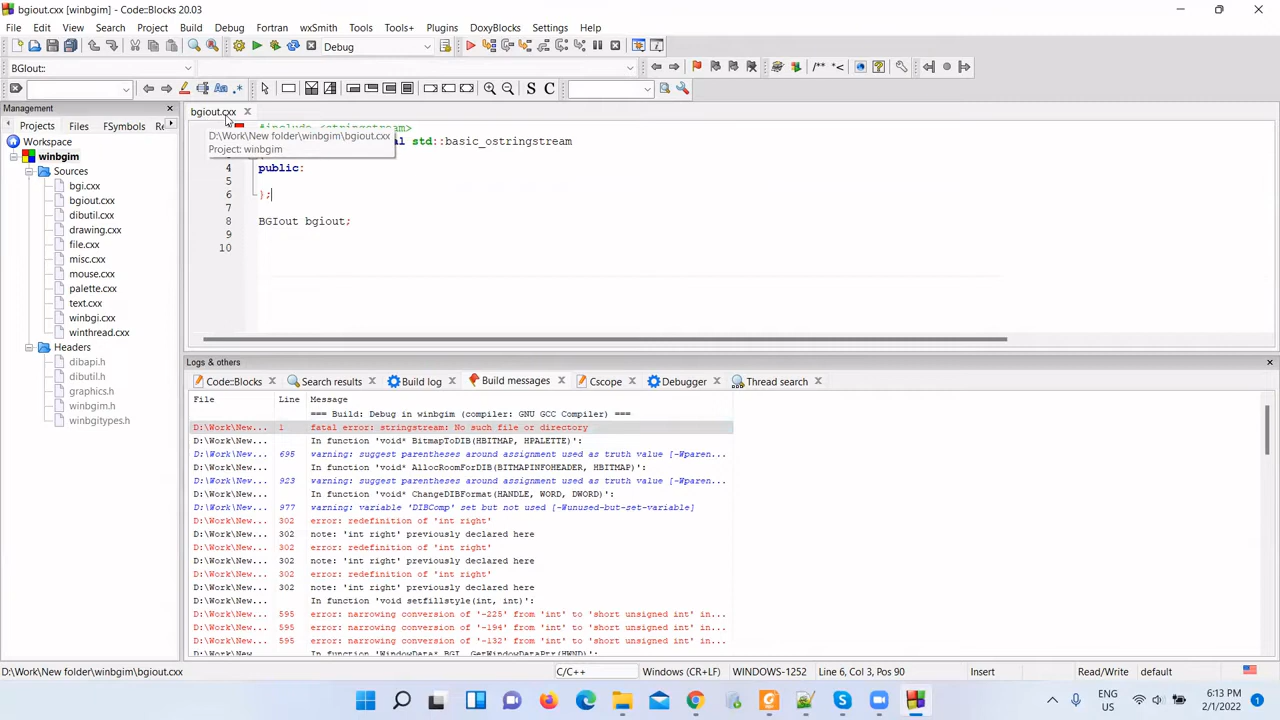 bgiout.cxx [winbgim] - Code::Blocks 20.03
File Edit View Search Project Build Debug Fortran wxSmith Tools Tools+ Plugins DoxyBlocks Settings Help
Debug
BGIout::
Management
bgiout.cxx
Projects Files FSymbols Re
Workspace
winbgim
Sources
bgi.cxx
bgiout.cxx
dibutil.cxx
drawing.cxx
file.cxx
misc.cxx
mouse.cxx
palette.cxx
text.cxx
winbgi.cxx
winthread.cxx
Headers
dibapi.h
dibutil.h
graphics.h
winbgim.h
winbgitypes.h
#include <stringstream>
D:\Work\New folder\winbgim\bgiout.cxx
Project: winbgim
std::basic_ostringstream
4 public:
5
6 };
7
8 BGIout bgiout;
9
10
Logs & others
Code::Blocks Search results Build log Build messages Cscope Debugger Thread search
File Line Message
=== Build: Debug in winbgim (compiler: GNU GCC Compiler) ===
D:\Work\New... 1 fatal error: stringstream: No such file or directory
D:\Work\New... In function 'void* BitmapToDIB(HBITMAP, HPALETTE)':
D:\Work\New... 695 warning: suggest parentheses around assignment used as truth value [-Wparen...
D:\Work\New... In function 'void* AllocRoomForDIB(BITMAPINFOHEADER, HBITMAP)':
D:\Work\New... 923 warning: suggest parentheses around assignment used as truth value [-Wparen...
D:\Work\New... In function 'void* ChangeDIBFormat(HANDLE, WORD, DWORD)':
D:\Work\New... 977 warning: variable 'DIBComp' set but not used [-Wunused-but-set-variable]
D:\Work\New... 302 error: redefinition of 'int right'
D:\Work\New... 302 note: 'int right' previously declared here
D:\Work\New... 302 error: redefinition of 'int right'
D:\Work\New... 302 note: 'int right' previously declared here
D:\Work\New... 302 error: redefinition of 'int right'
D:\Work\New... 302 note: 'int right' previously declared here
D:\Work\New... In function 'void setfillstyle(int, int)':
D:\Work\New... 595 error: narrowing conversion of '-225' from 'int' to 'short unsigned int' in...
D:\Work\New... 595 error: narrowing conversion of '-194' from 'int' to 'short unsigned int' in...
D:\Work\New... 595 error: narrowing conversion of '-132' from 'int' to 'short unsigned int' in...
D:\Work\New... In function 'WindowData* BGI__GetWindowDataPtr(HWND)':
D:\Work\New folder\winbgim\bgiout.cxx C/C++ Windows (CR+LF) WINDOWS-1252 Line 6, Col 3, Pos 90 Insert Read/Write default
ENG
US
6:13 PM
2/1/2022
1